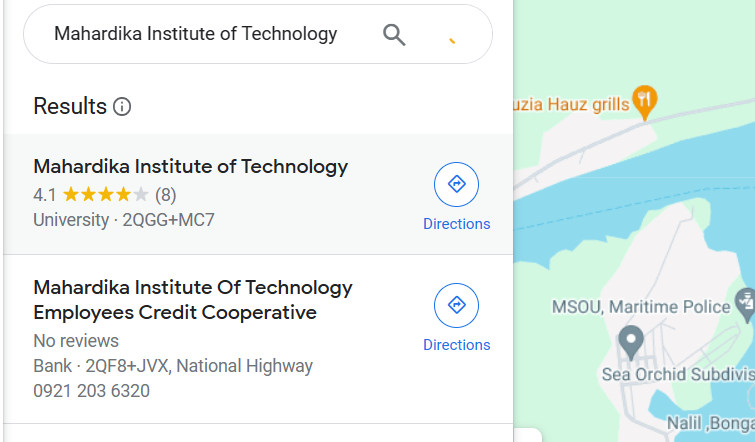 Mahardika Institute of Technology
Results
Mahardika Institute of Technology
4.1 (8)
University · 2QGG+MC7
Directions
Mahardika Institute Of Technology
Employees Credit Cooperative
No reviews
Bank · 2QF8+JVX, National Highway
0921 203 6320
Directions
uzia Hauz grills
MSOU, Maritime Police
Sea Orchid Subdivis
Nalil ,Bonga